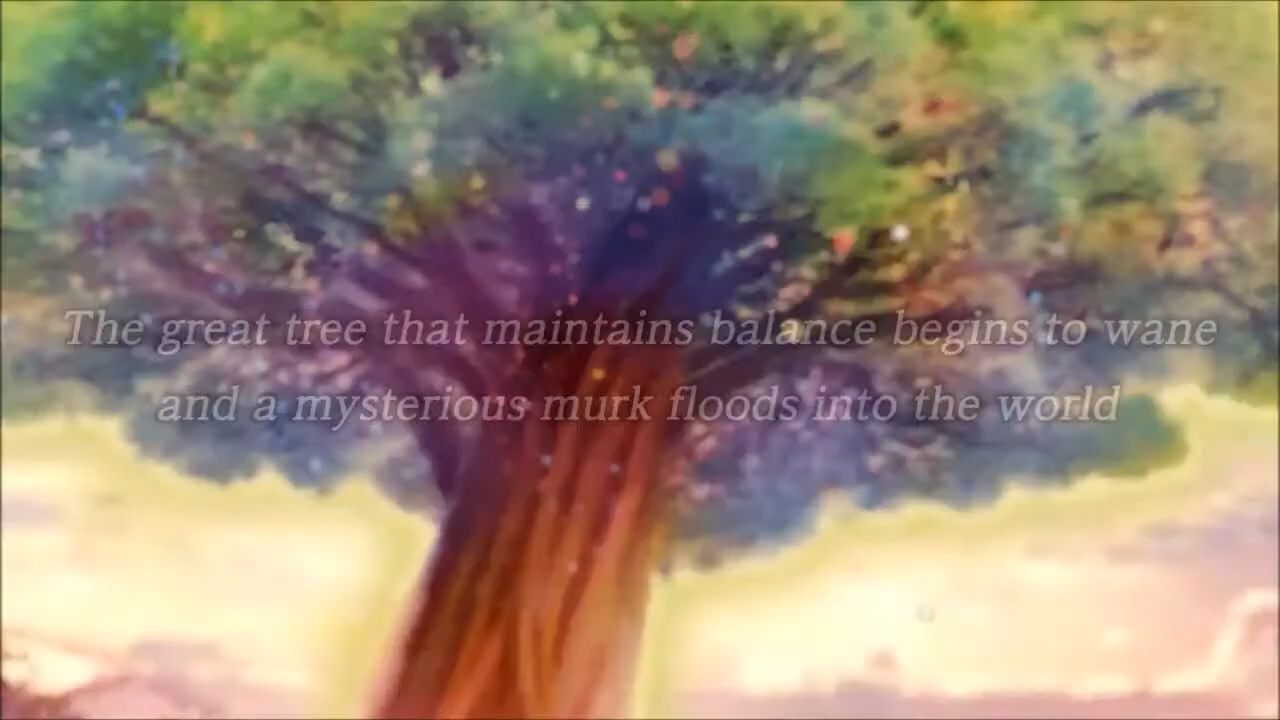 The great tree that maintains balance begins to wane
and a mysterious murk floods into the world